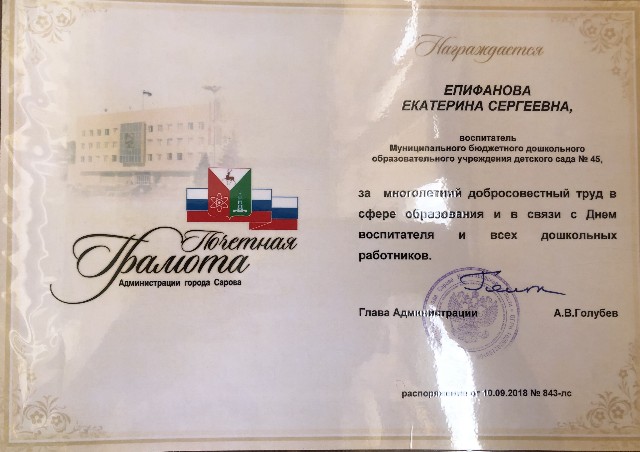 Почетная
Грамота
Администрации города Сарова
Награждается
ЕПИФАНОВА
ЕКАТЕРИНА СЕРГЕЕВНА,
воспитатель
Муниципального бюджетного дошкольного
образовательного учреждения детского сада № 45,
за многолетний добросовестный труд в
сфере образования и в связи с Днем
воспитателя и всех дошкольных
работников.
Глава Администрации А.В.Голубев
распоряжение от 10.09.2018 № 843-лс